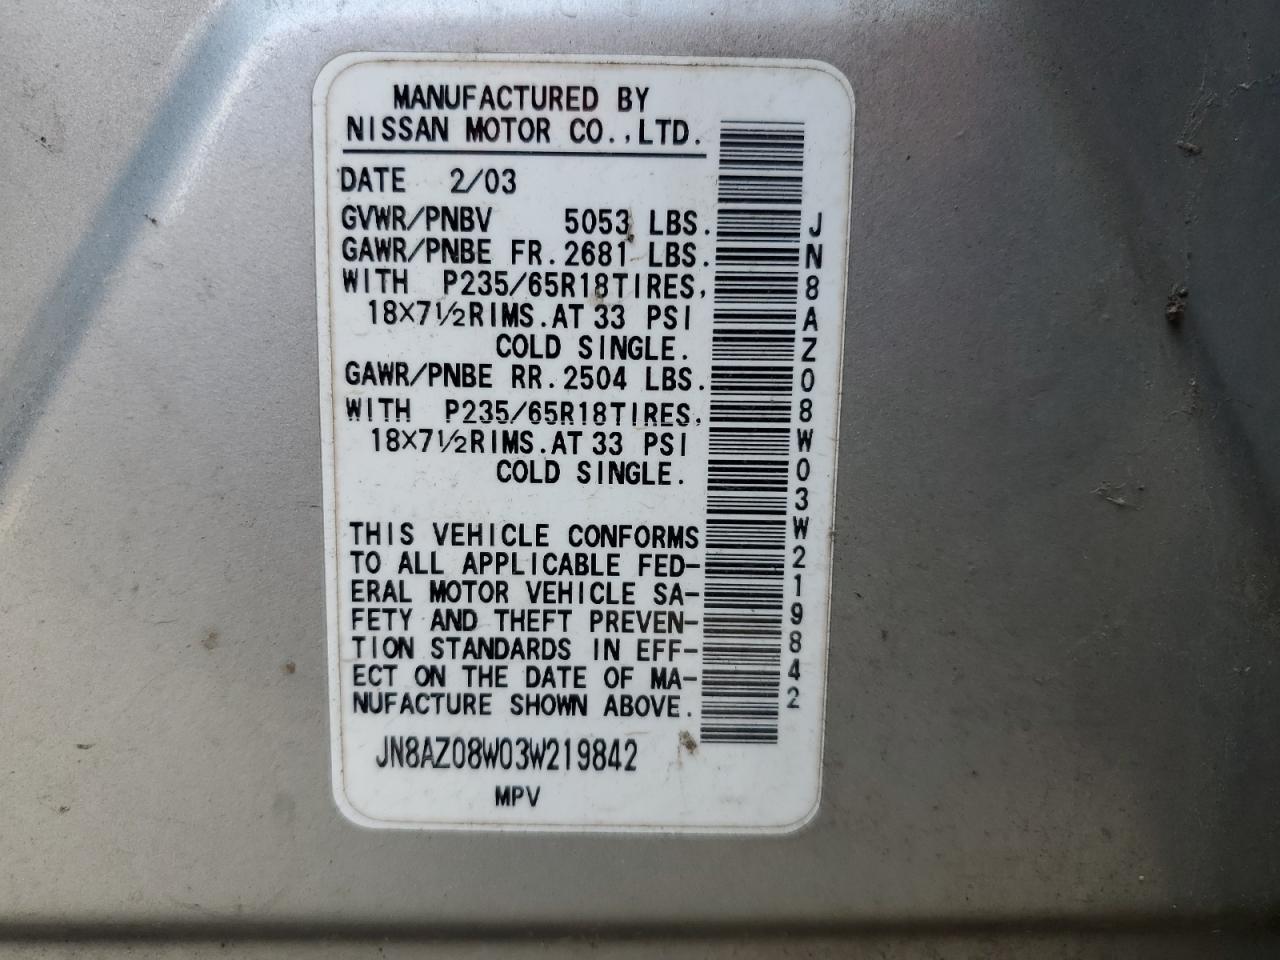 MANUFACTURED BY
NISSAN MOTOR CO.,LTD.
DATE 2/03
GVWR/PNBV 5053 LBS.
GAWR/PNBE FR. 2681 LBS.
WITH P235/65R18TIRES,
18X7½RIMS. AT 33 PSI
COLD SINGLE.
GAWR/PNBE RR. 2504 LBS.
WITH P235/65R18TIRES,
18X7½RIMS. AT 33 PSI
COLD SINGLE.
THIS VEHICLE CONFORMS
TO ALL APPLICABLE FED-
ERAL MOTOR VEHICLE SA-
FETY AND THEFT PREVEN-
TION STANDARDS IN EFF-
ECT ON THE DATE OF MA-
NUFACTURE SHOWN ABOVE.
JN8AZ08W03W219842
MPV
JN8AZ08W03W219842